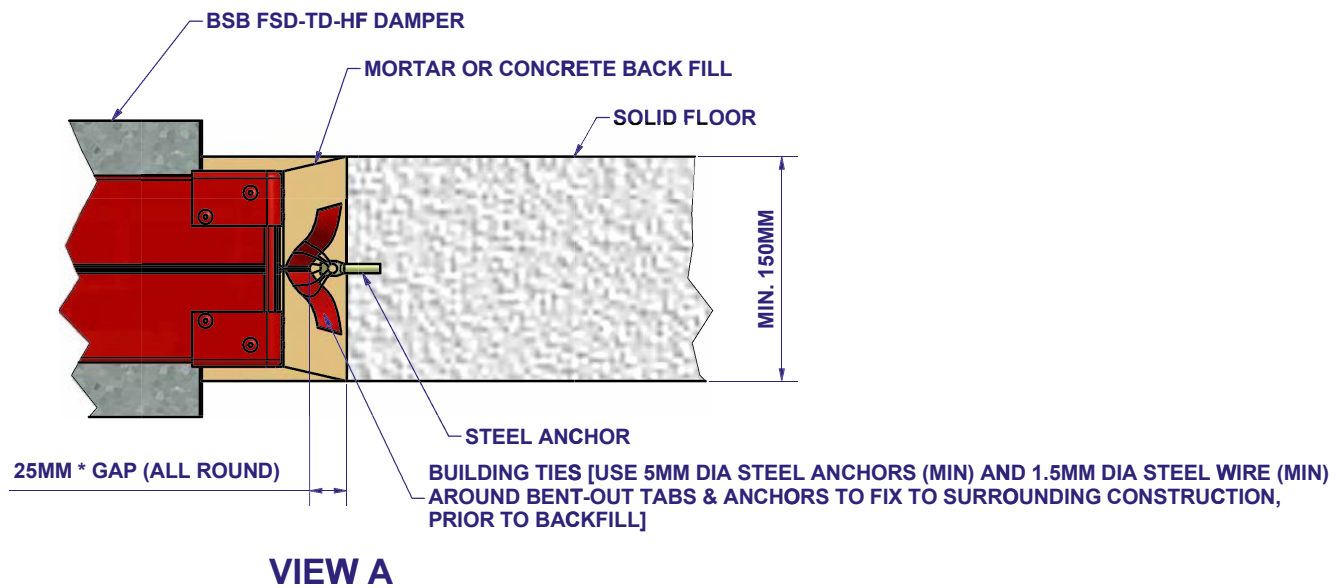 BSB FSD-TD-HF DAMPER
MORTAR OR CONCRETE BACK FILL
SOLID FLOOR
MIN. 150MM
STEEL ANCHOR
25MM * GAP (ALL ROUND)
BUILDING TIES [USE 5MM DIA STEEL ANCHORS (MIN) AND 1.5MM DIA STEEL WIRE (MIN)
AROUND BENT-OUT TABS & ANCHORS TO FIX TO SURROUNDING CONSTRUCTION,
PRIOR TO BACKFILL]
VIEW A